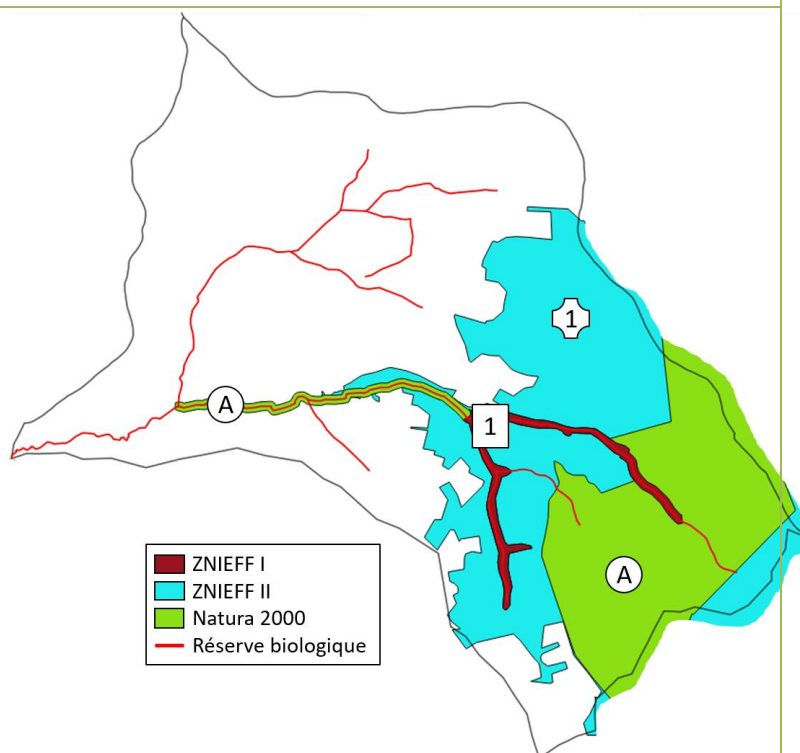 1
A
1
A
ZNIEFF I
ZNIEFF II
Natura 2000
Réserve biologique